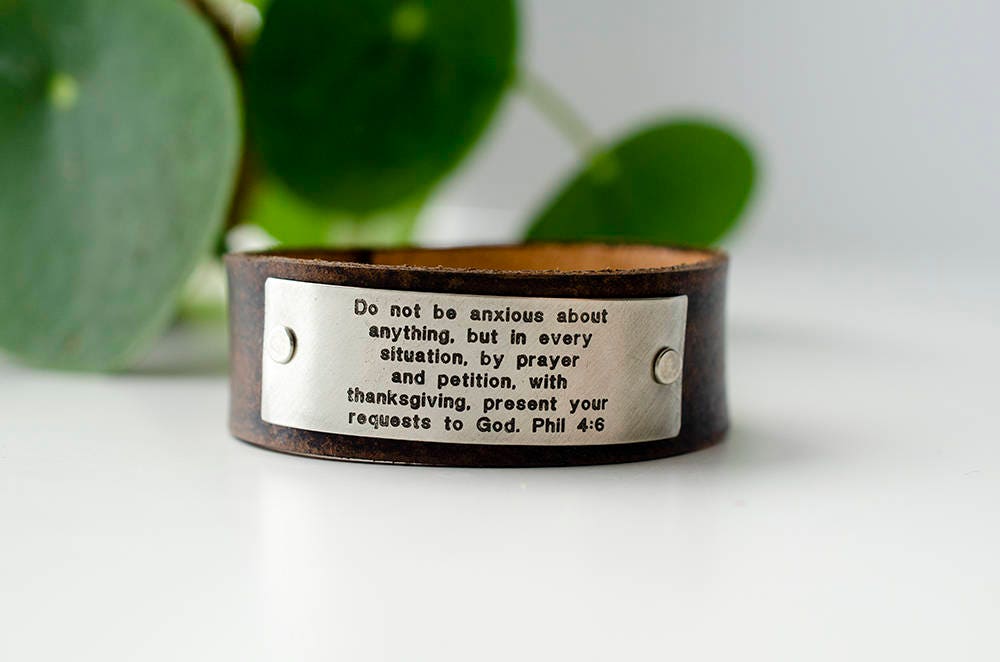 Do not be anxious about
anything, but in every
situation, by prayer
and petition, with
thanksgiving, present your
requests to God. Phil 4:6